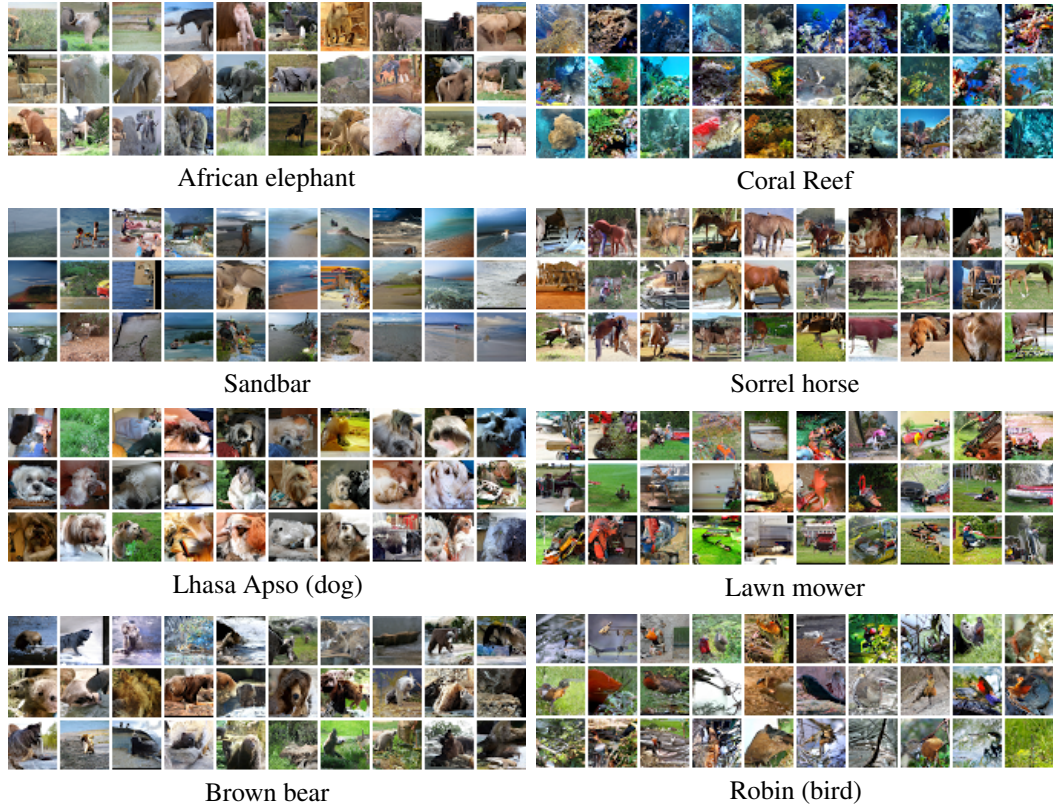 African elephant
Coral Reef
Sandbar
Sorrel horse
Lhasa Apso (dog)
Lawn mower
Brown bear
Robin (bird)